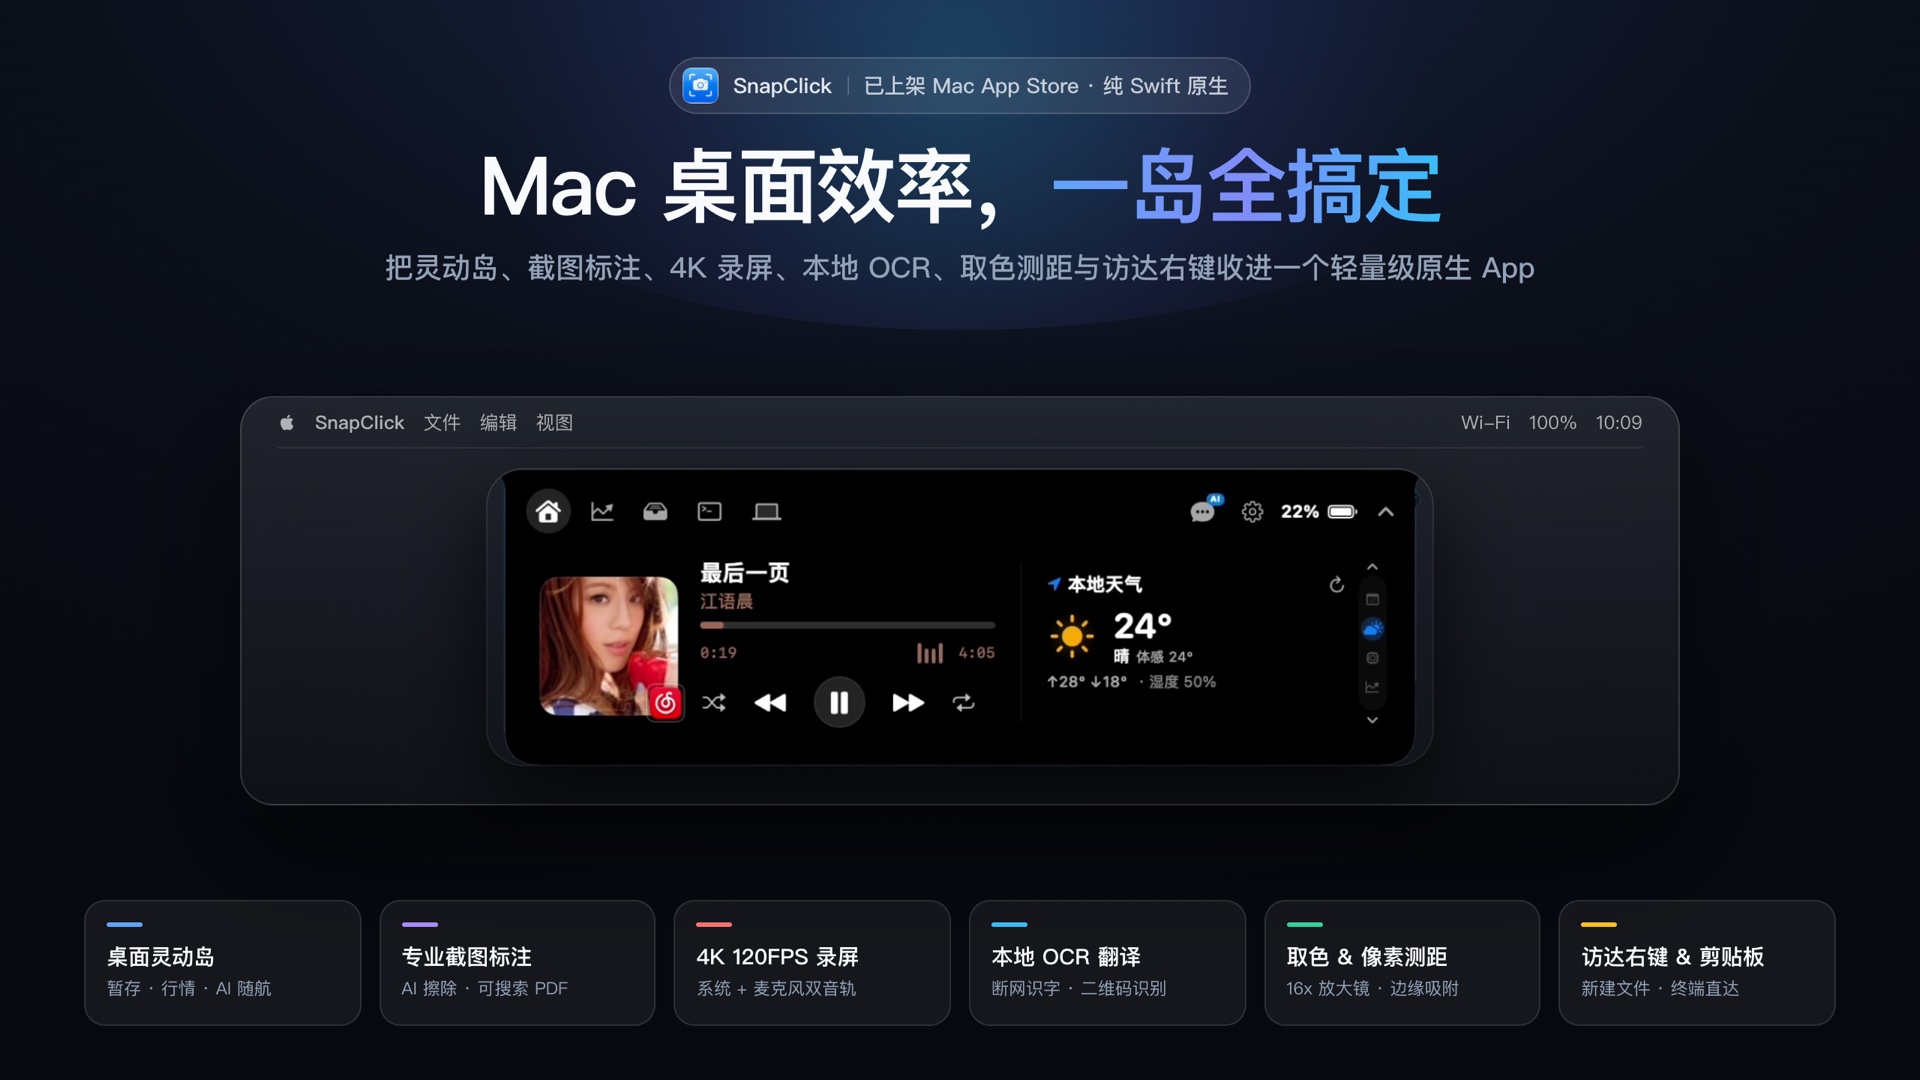 SnapClick | 已上架 Mac App Store · 纯 Swift 原生
Mac 桌面效率，一岛全搞定
把灵动岛、截图标注、4K 录屏、本地 OCR、取色测距与访达右键收进一个轻量级原生 App
SnapClick 文件 编辑 视图 Wi-Fi 100% 10:09
AI
22%
最后一页
江语晨
0:19 4:05
本地天气
24°
晴 体感 24°
↑28° ↓18° · 湿度 50%
桌面灵动岛
暂存 · 行情 · AI 随航
专业截图标注
AI 擦除 · 可搜索 PDF
4K 120FPS 录屏
系统 + 麦克风双音轨
本地 OCR 翻译
断网识字 · 二维码识别
取色 & 像素测距
16x 放大镜 · 边缘吸附
访达右键 & 剪贴板
新建文件 · 终端直达